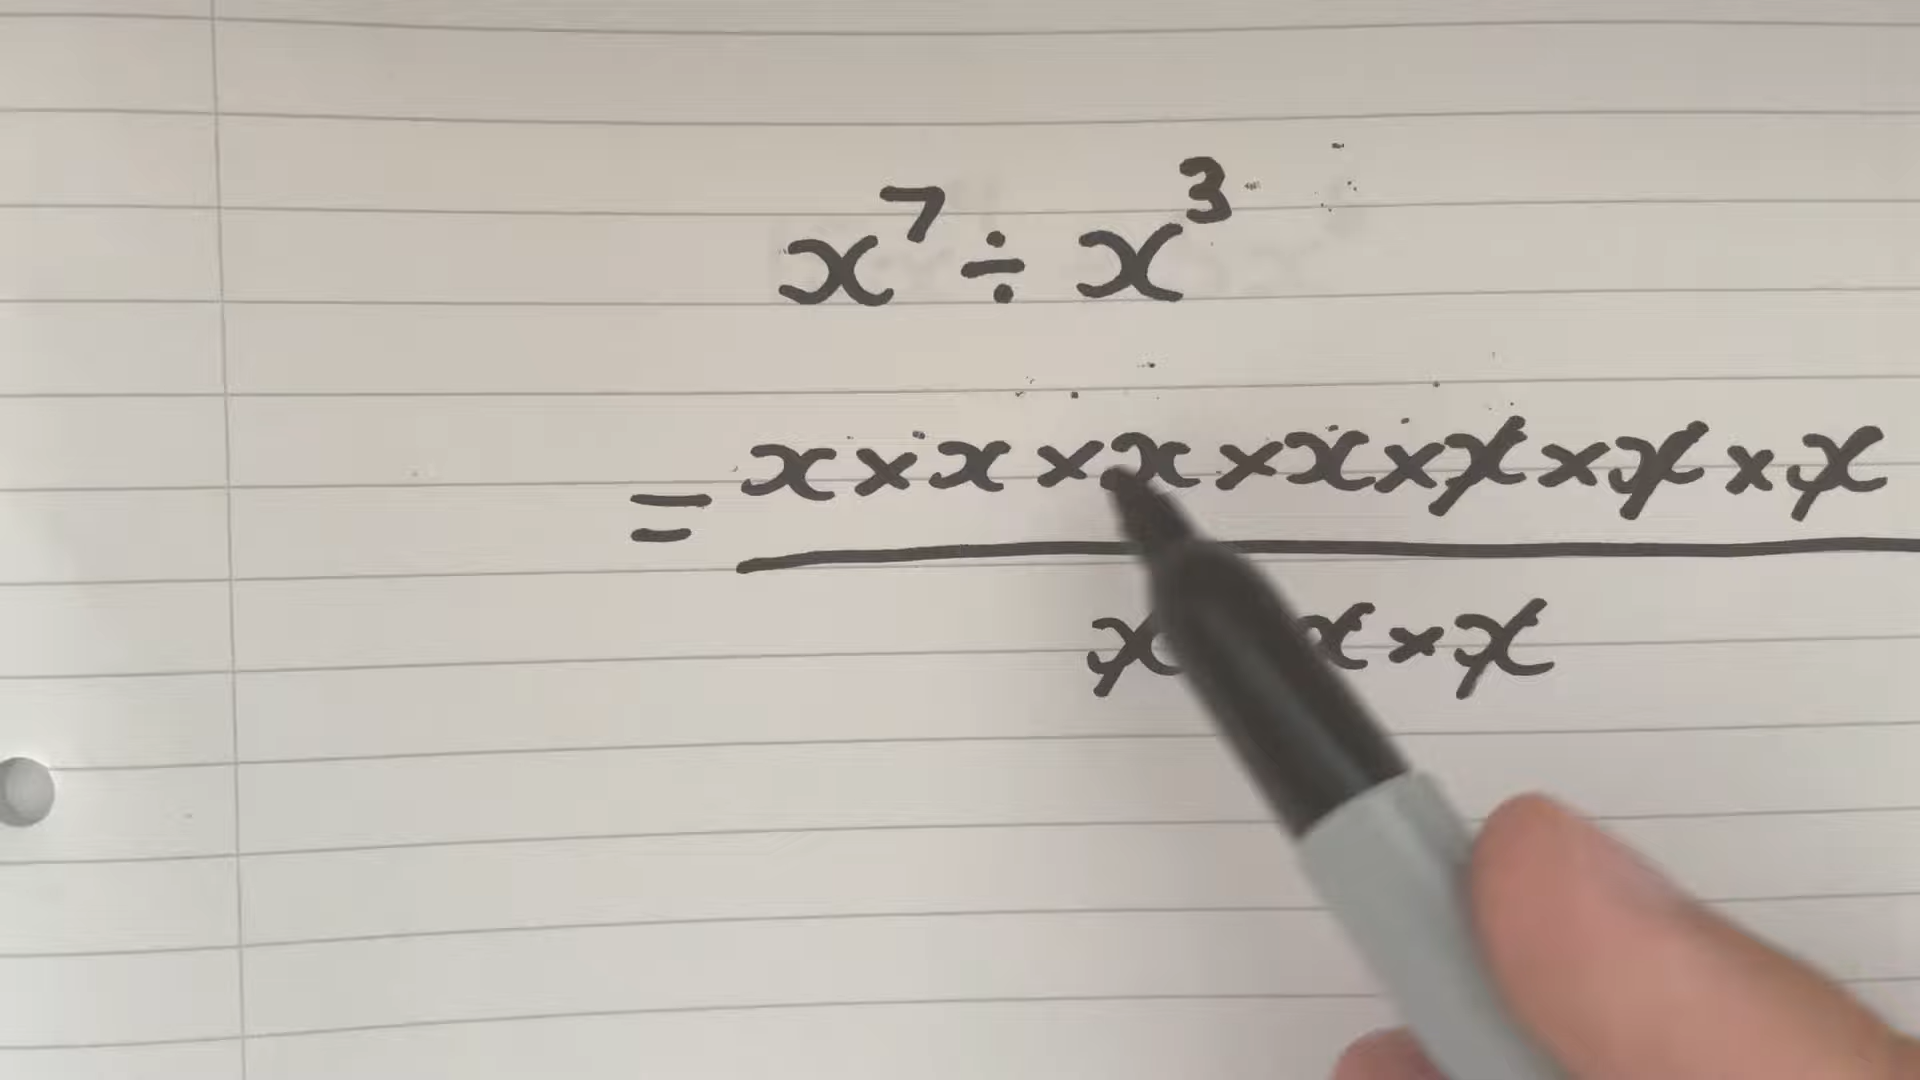 x⁷ ÷ x³
= x × x × x × x × x × x × x
x x × x